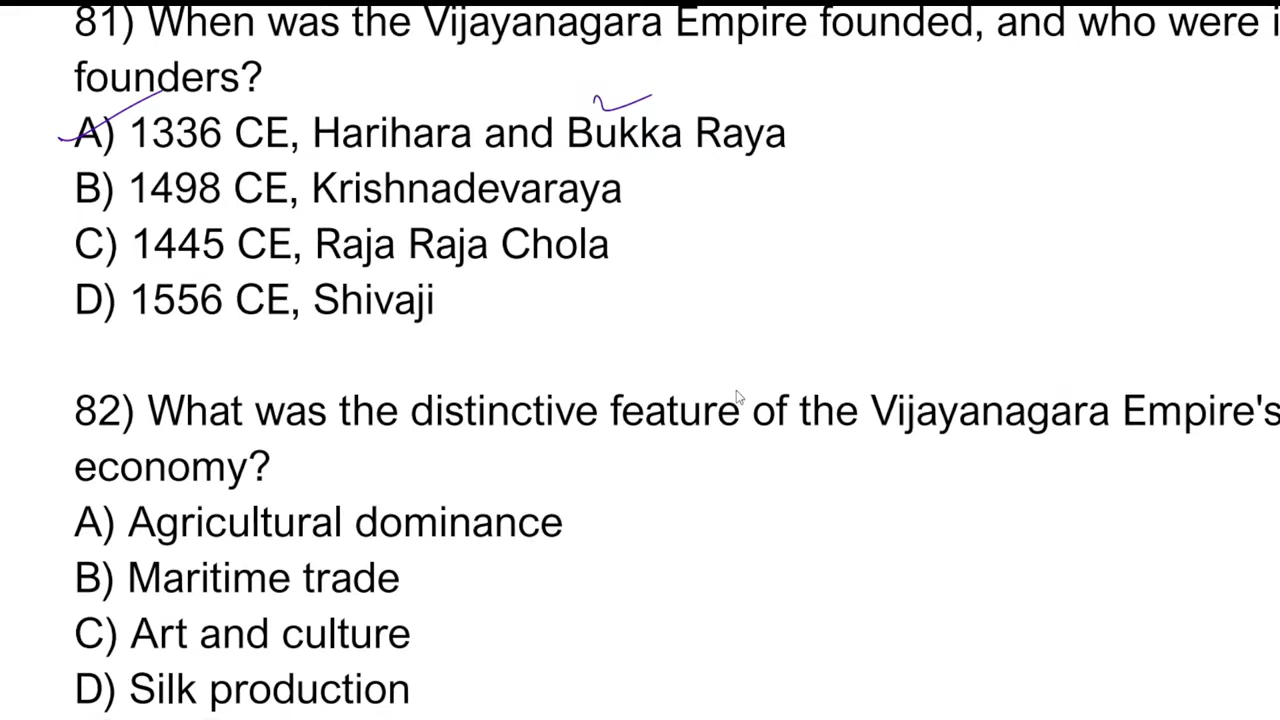 81) When was the Vijayanagara Empire founded, and who were
founders?
A) 1336 CE, Harihara and Bukka Raya
B) 1498 CE, Krishnadevaraya
C) 1445 CE, Raja Raja Chola
D) 1556 CE, Shivaji
82) What was the distinctive feature of the Vijayanagara Empire's
economy?
A) Agricultural dominance
B) Maritime trade
C) Art and culture
D) Silk production